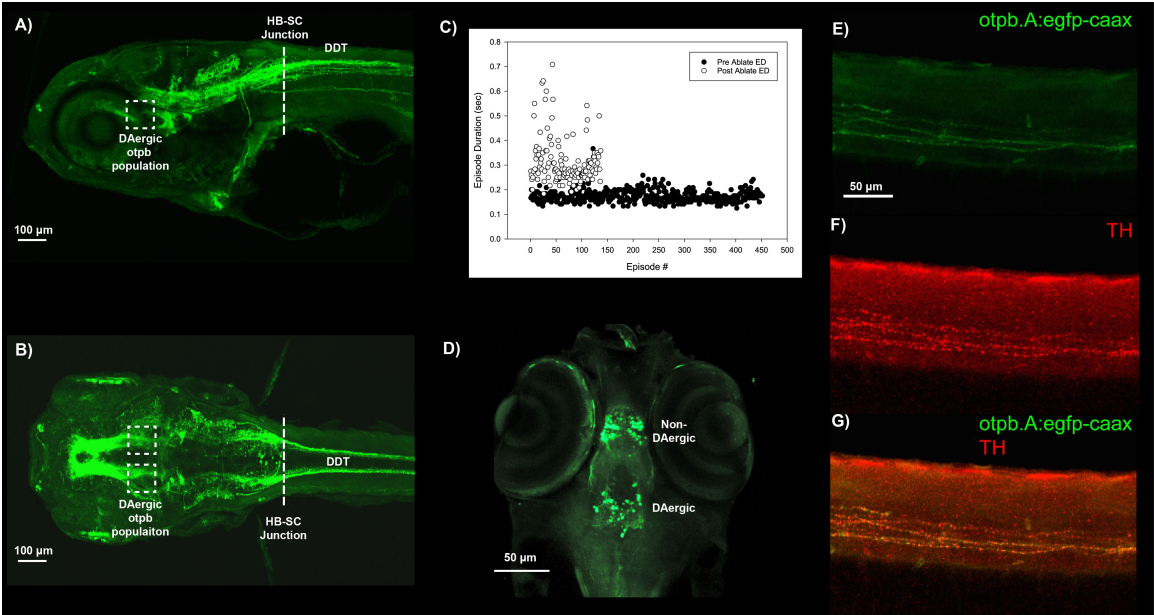 A)
HB-SC
Junction
DDT
DAergic
otpb
population
100 µm
B)
DDT
DAergic
otpb
populaiton
HB-SC
Junction
100 µm
C)
Episode Duration (sec)
0.8
0.7
0.6
0.5
0.4
0.3
0.2
0.1
0.0
Pre Ablate ED
Post Ablate ED
0 50 100 150 200 250 300 350 400 450 500
Episode #
D)
Non-
DAergic
DAergic
50 µm
otpb.A:egfp-caax
E)
50 µm
F)
TH
G)
otpb.A:egfp-caax
TH